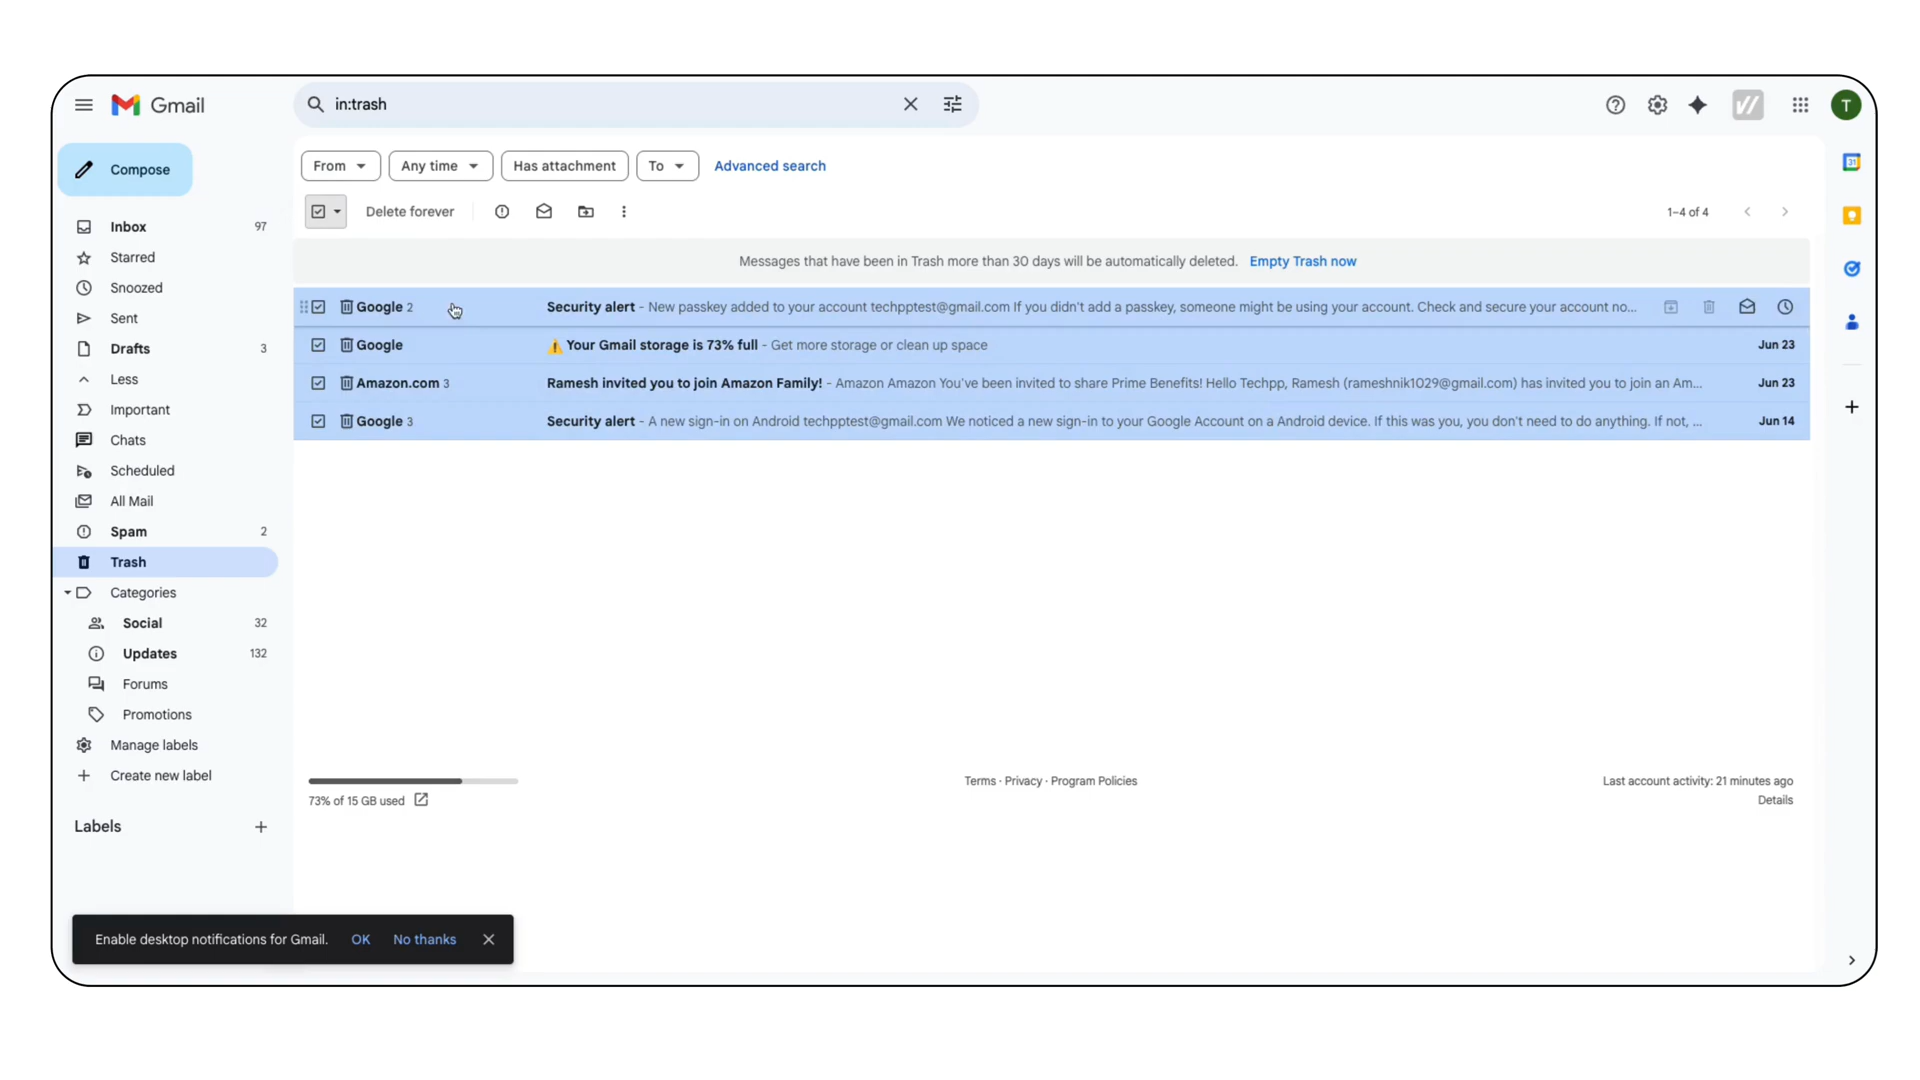 Gmail
in:trash
T
Compose
From
Any time
Has attachment
To
Advanced search
31
Delete forever
1–4 of 4
Inbox 97
Starred
Messages that have been in Trash more than 30 days will be automatically deleted. Empty Trash now
Snoozed
Google 2 Security alert - New passkey added to your account techpptest@gmail.com If you didn't add a passkey, someone might be using your account. Check and secure your account no...
Sent
Google Your Gmail storage is 73% full - Get more storage or clean up space Jun 23
Drafts 3
Less
Amazon.com 3 Ramesh invited you to join Amazon Family! - Amazon Amazon You've been invited to share Prime Benefits! Hello Techpp, Ramesh (rameshnik1029@gmail.com) has invited you to join an Am... Jun 23
Important
Google 3 Security alert - A new sign-in on Android techpptest@gmail.com We noticed a new sign-in to your Google Account on a Android device. If this was you, you don't need to do anything. If not, ... Jun 14
Chats
Scheduled
All Mail
Spam 2
Trash
Categories
Social 32
Updates 132
Forums
Promotions
Manage labels
Create new label
Labels
73% of 15 GB used
Terms · Privacy · Program Policies
Last account activity: 21 minutes ago
Details
Enable desktop notifications for Gmail. OK No thanks